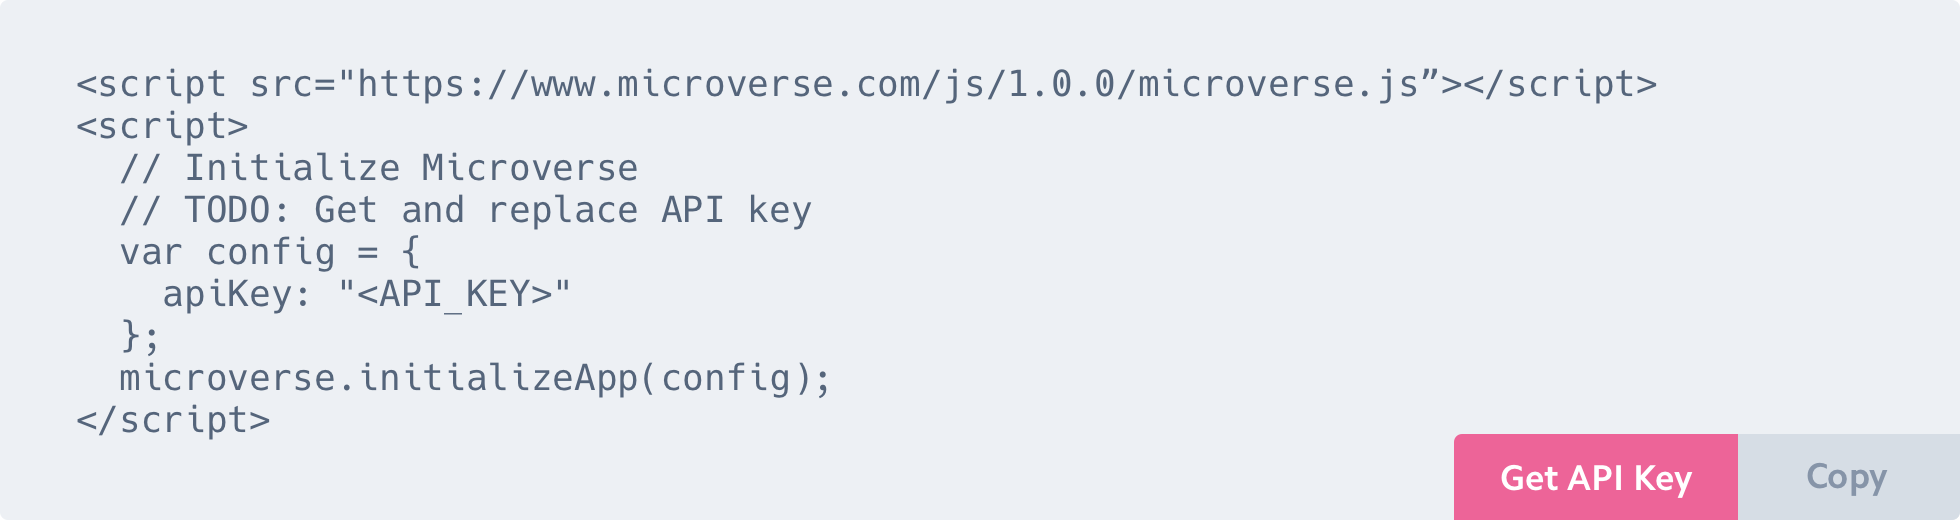 <script src="https://www.microverse.com/js/1.0.0/microverse.js”></script>
<script>
  // Initialize Microverse
  // TODO: Get and replace API key
  var config = {
    apiKey: "<API_KEY>"
  };
  microverse.initializeApp(config);
</script>
Get API Key
Copy